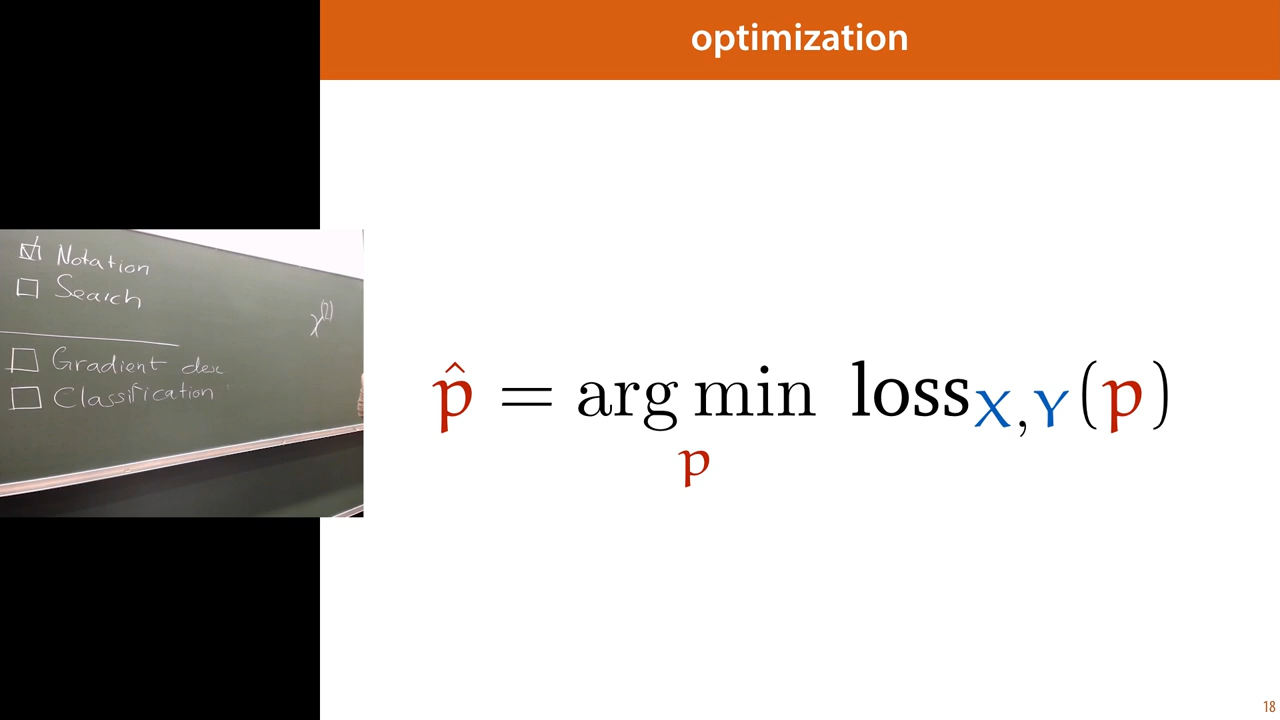 optimization
Notation
Search
x^(2)
Gradient desc
Classification
p̂ = arg min loss_X,Y(p)
p
18